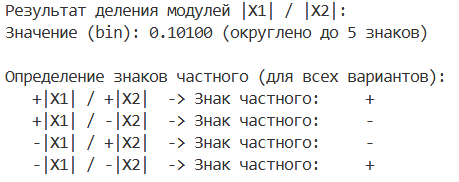 Результат деления модулей |X1| / |X2|:
Значение (bin): 0.10100 (округлено до 5 знаков)
Определение знаков частного (для всех вариантов):
+|X1| / +|X2| -> Знак частного: +
+|X1| / -|X2| -> Знак частного: -
-|X1| / +|X2| -> Знак частного: -
-|X1| / -|X2| -> Знак частного: +